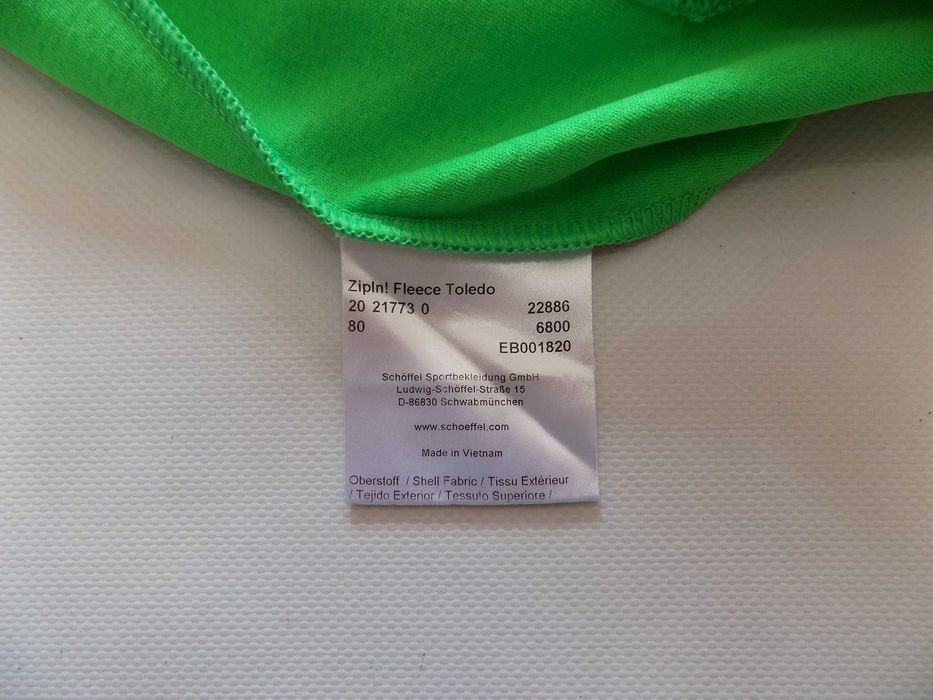 ZipIn! Fleece Toledo
20 21773 0 22886
80 6800
EB001820
Schöffel Sportbekleidung GmbH
Ludwig-Schöffel-Straße 15
D-86830 Schwabmünchen
www.schoeffel.com
Made in Vietnam
Oberstoff / Shell Fabric / Tissu Extérieur
/ Tejido Exterior / Tessuto Superiore /